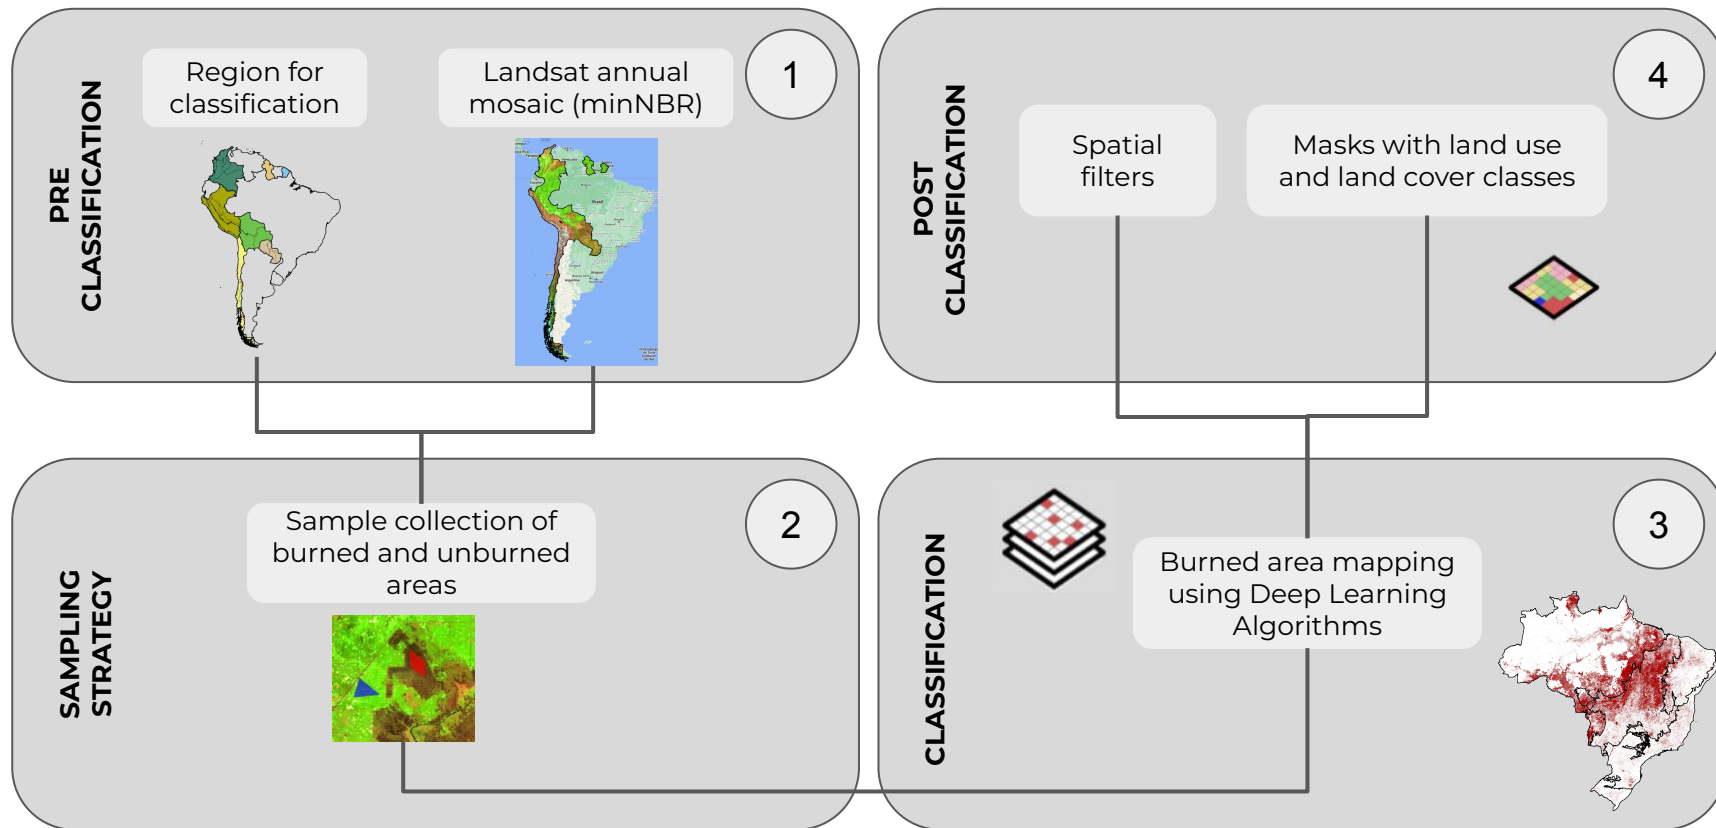 PRE
CLASSIFICATION
Region for
classification
Landsat annual
mosaic (minNBR)
1
SAMPLING
STRATEGY
Sample collection of
burned and unburned
areas
2
CLASSIFICATION
Burned area mapping
using Deep Learning
Algorithms
3
POST
CLASSIFICATION
Spatial
filters
Masks with land use
and land cover classes
4